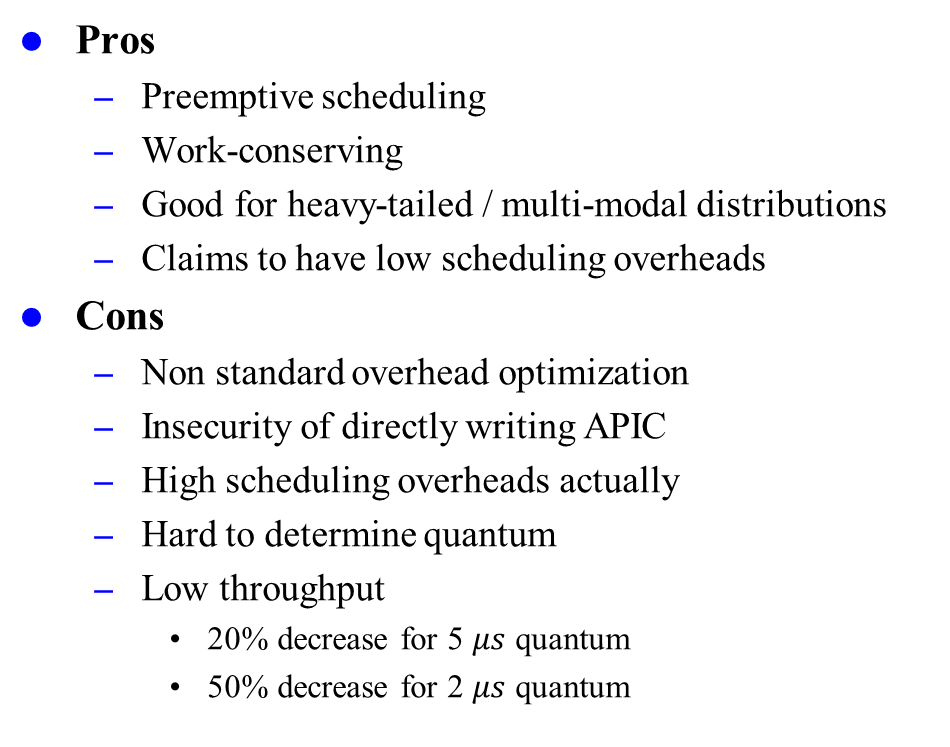 ● Pros
– Preemptive scheduling
– Work-conserving
– Good for heavy-tailed / multi-modal distributions
– Claims to have low scheduling overheads
● Cons
– Non standard overhead optimization
– Insecurity of directly writing APIC
– High scheduling overheads actually
– Hard to determine quantum
– Low throughput
• 20% decrease for 5 μs quantum
• 50% decrease for 2 μs quantum